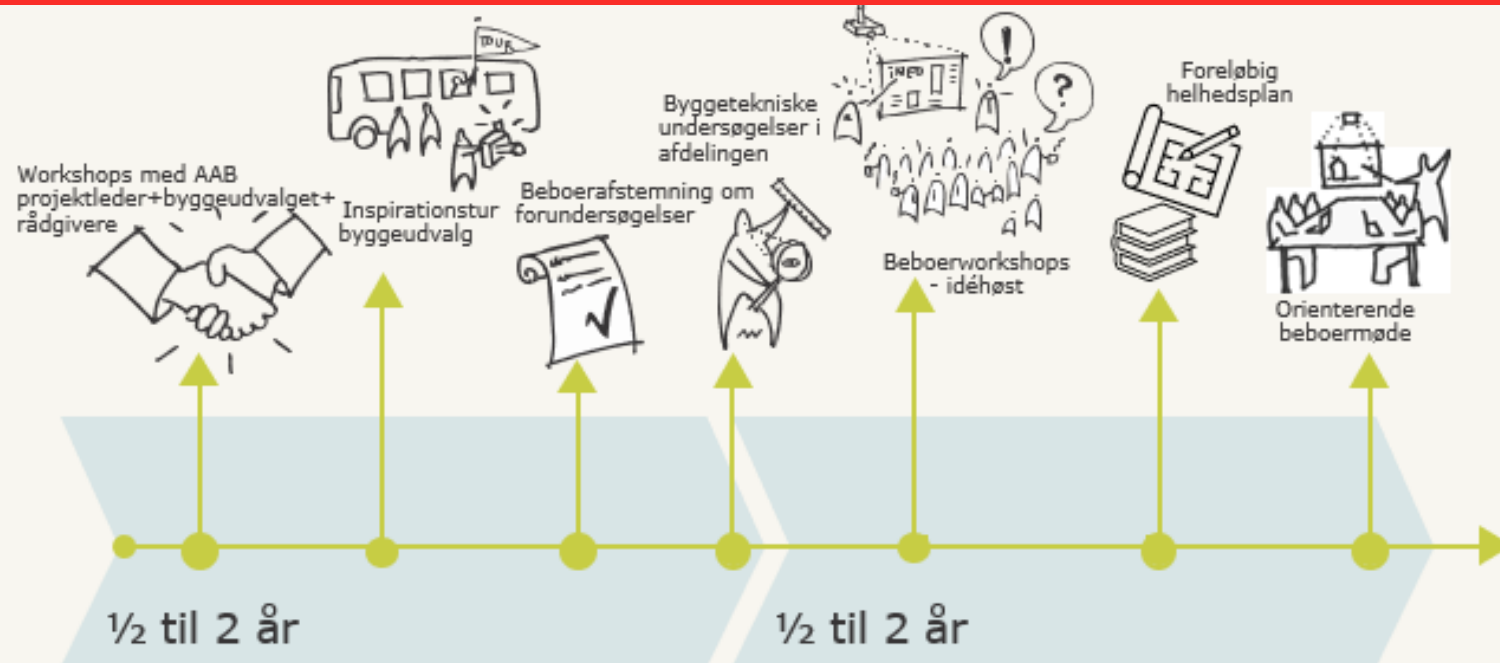 Workshops med AAB
projektleder+byggeudvalget+
rådgivere
TOUR
Inspirationstur
byggeudvalg
Beboerafstemning om
forundersøgelser
Byggetekniske
undersøgelser i
afdelingen
!
?
Beboerworkshops
- idéhøst
Foreløbig
helhedsplan
Orienterende
beboermøde
½ til 2 år
½ til 2 år